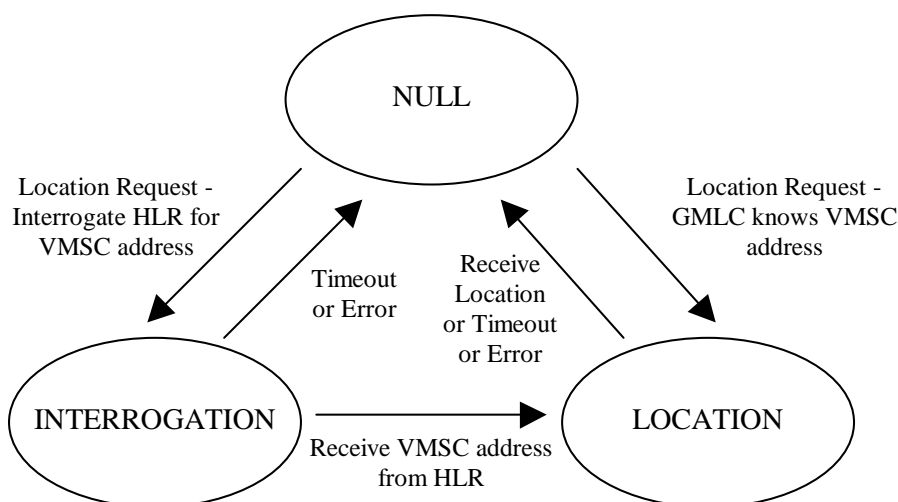 NULL
Location Request -
Interrogate HLR for
VMSC address
Location Request -
GMLC knows VMSC
address
Timeout
or Error
Receive
Location
or Timeout
or Error
INTERROGATION
LOCATION
Receive VMSC address
from HLR